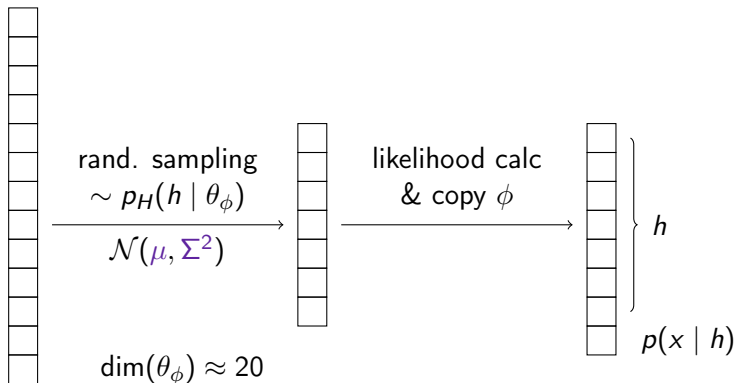 rand. sampling
∼ p_H(h | θ_ϕ)
𝒩(μ, Σ²)
dim(θ_ϕ) ≈ 20
likelihood calc
& copy ϕ
h
p(x | h)